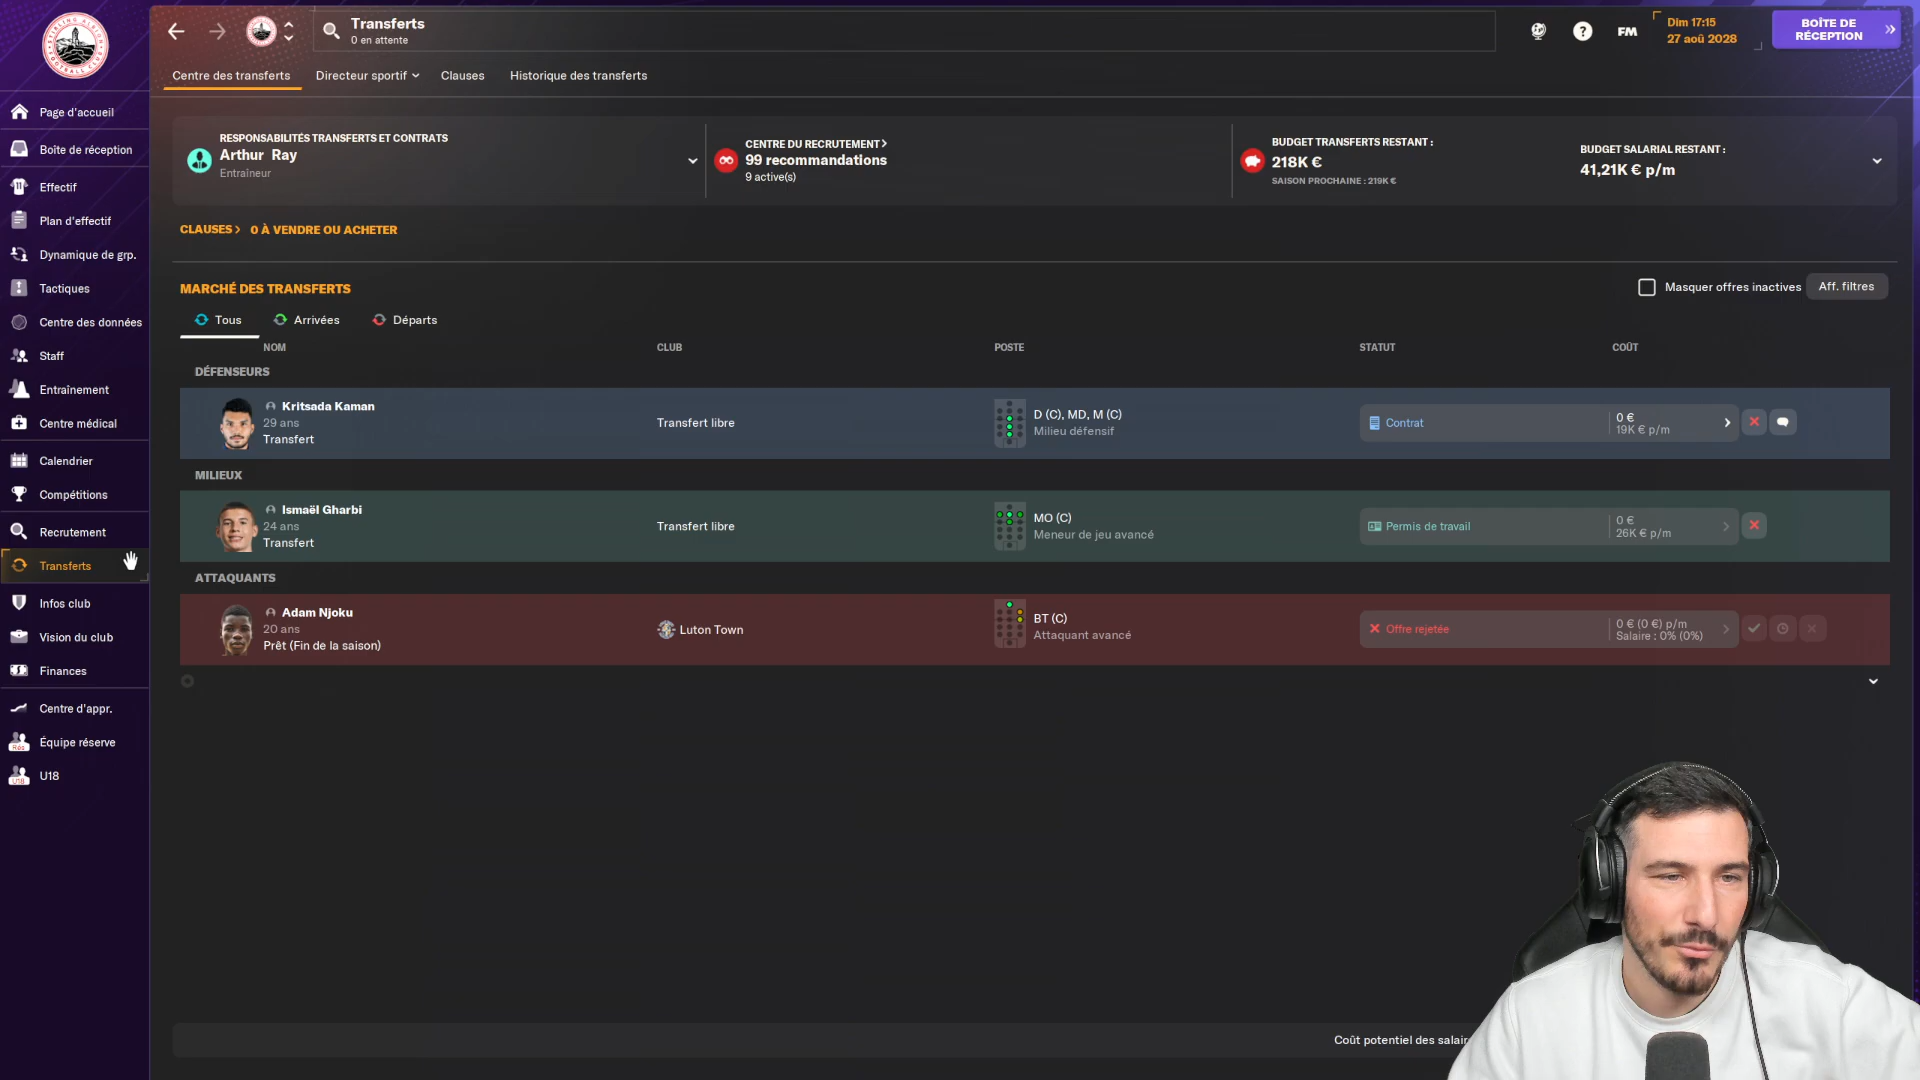 Transferts
0 en attente
Dim 17:15
27 aoû 2028
BOÎTE DE
RÉCEPTION
FM
Centre des transferts
Directeur sportif
Clauses
Historique des transferts
Page d'accueil
Boîte de réception
Effectif
Plan d'effectif
Dynamique de grp.
Tactiques
Centre des données
Staff
Entraînement
Centre médical
Calendrier
Compétitions
Recrutement
Transferts
Infos club
Vision du club
Finances
Centre d'appr.
Équipe réserve
U18
RESPONSABILITÉS TRANSFERTS ET CONTRATS
Arthur Ray
Entraîneur
CENTRE DU RECRUTEMENT
99 recommandations
9 active(s)
BUDGET TRANSFERTS RESTANT :
218K €
SAISON PROCHAINE : 219K €
BUDGET SALARIAL RESTANT :
41,21K € p/m
CLAUSES 0 À VENDRE OU ACHETER
MARCHÉ DES TRANSFERTS
Masquer offres inactives
Aff. filtres
Tous
Arrivées
Départs
NOM
CLUB
POSTE
STATUT
COÛT
DÉFENSEURS
Kritsada Kaman
29 ans
Transfert
Transfert libre
D (C), MD, M (C)
Milieu défensif
Contrat
0 €
19K € p/m
MILIEUX
Ismaël Gharbi
24 ans
Transfert
Transfert libre
MO (C)
Meneur de jeu avancé
Permis de travail
0 €
26K € p/m
ATTAQUANTS
Adam Njoku
20 ans
Prêt (Fin de la saison)
Luton Town
BT (C)
Attaquant avancé
Offre rejetée
0 € (0 €) p/m
Salaire : 0% (0%)
Coût potentiel des salair